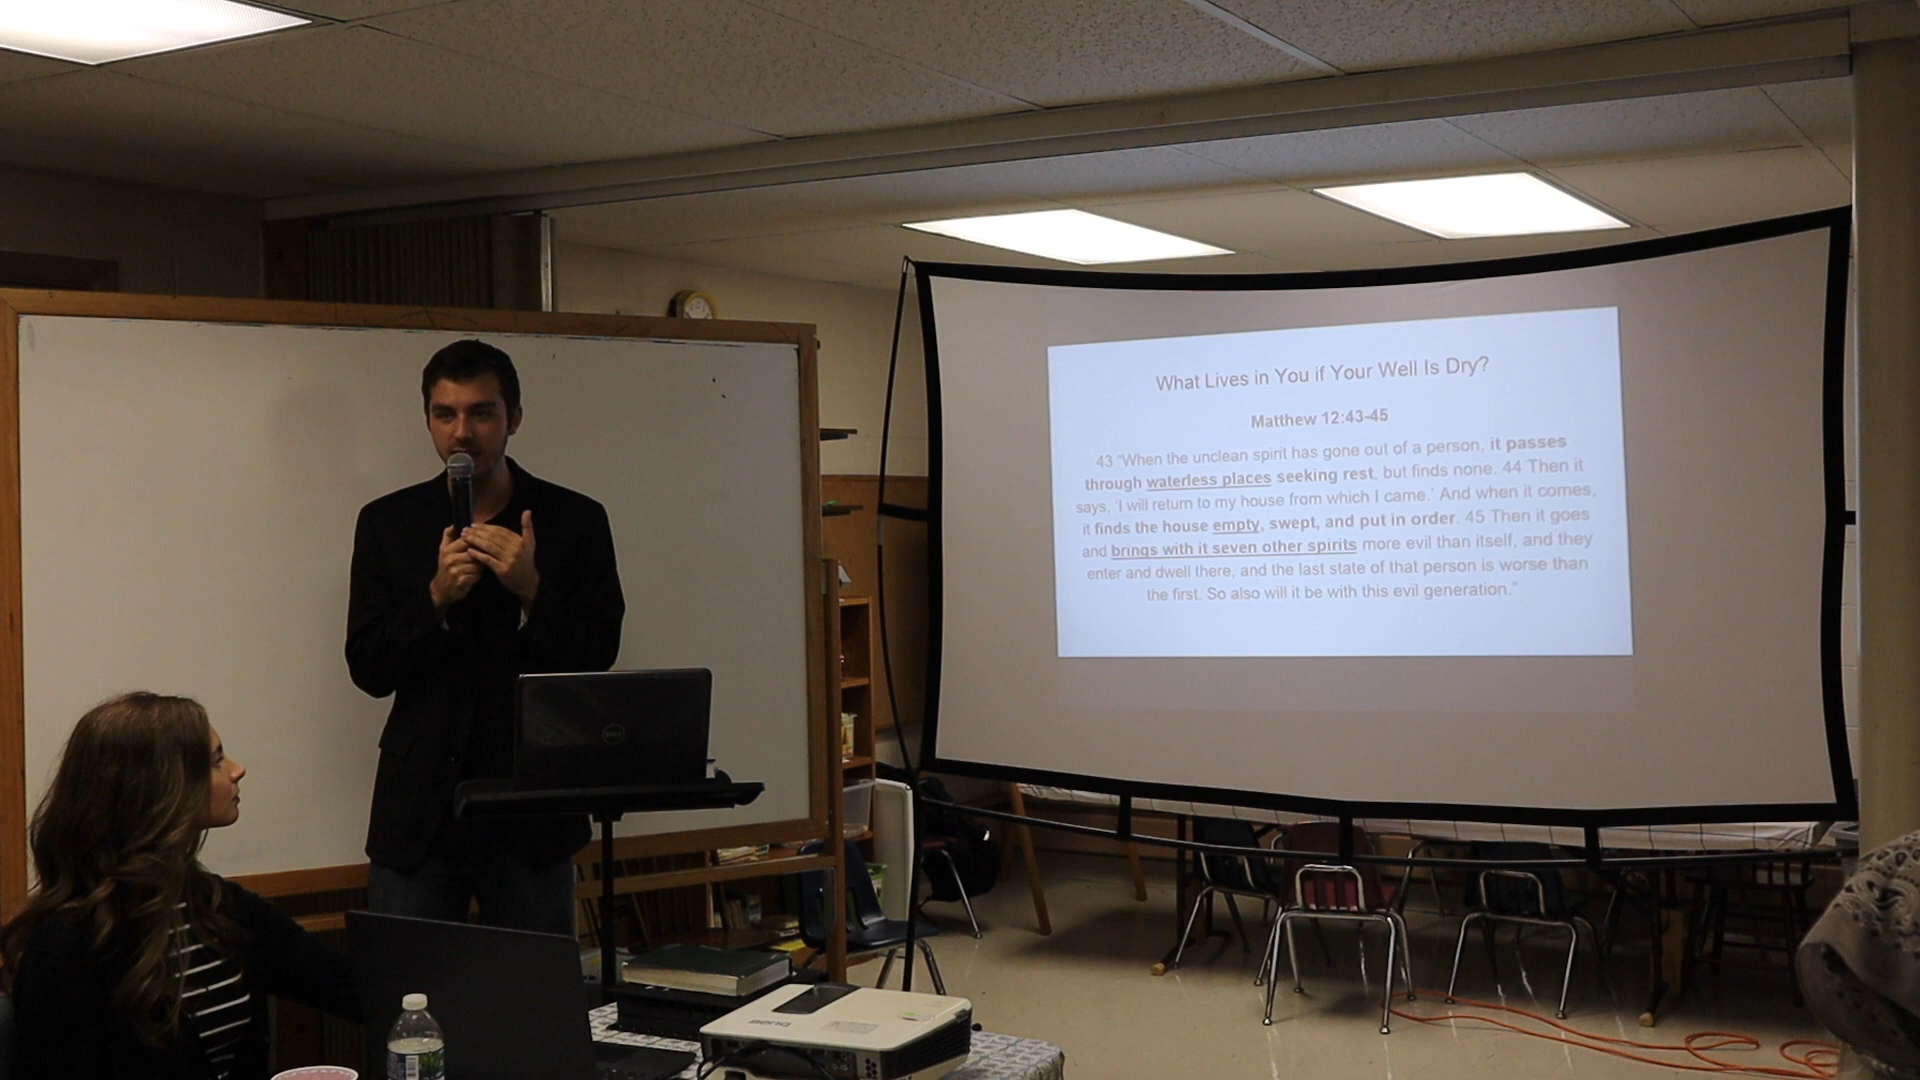 What Lives in You if Your Well Is Dry?
Matthew 12:43-45
43 “When the unclean spirit has gone out of a person, it passes
through waterless places seeking rest, but finds none. 44 Then it
says, ‘I will return to my house from which I came.’ And when it comes,
it finds the house empty, swept, and put in order. 45 Then it goes
and brings with it seven other spirits more evil than itself, and they
enter and dwell there, and the last state of that person is worse than
the first. So also will it be with this evil generation.”
DELL
BenQ